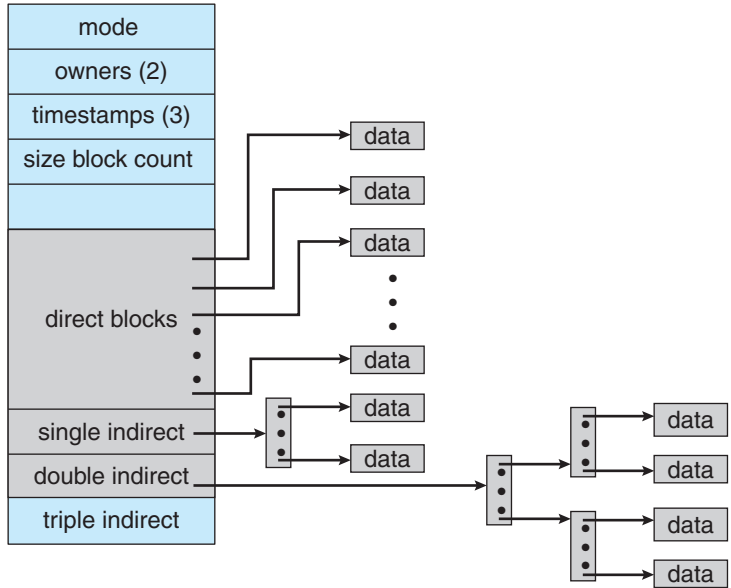 mode
owners (2)
timestamps (3)
size block count
direct blocks
single indirect
double indirect
triple indirect
data
data
data
data
data
data
data
data
data
data